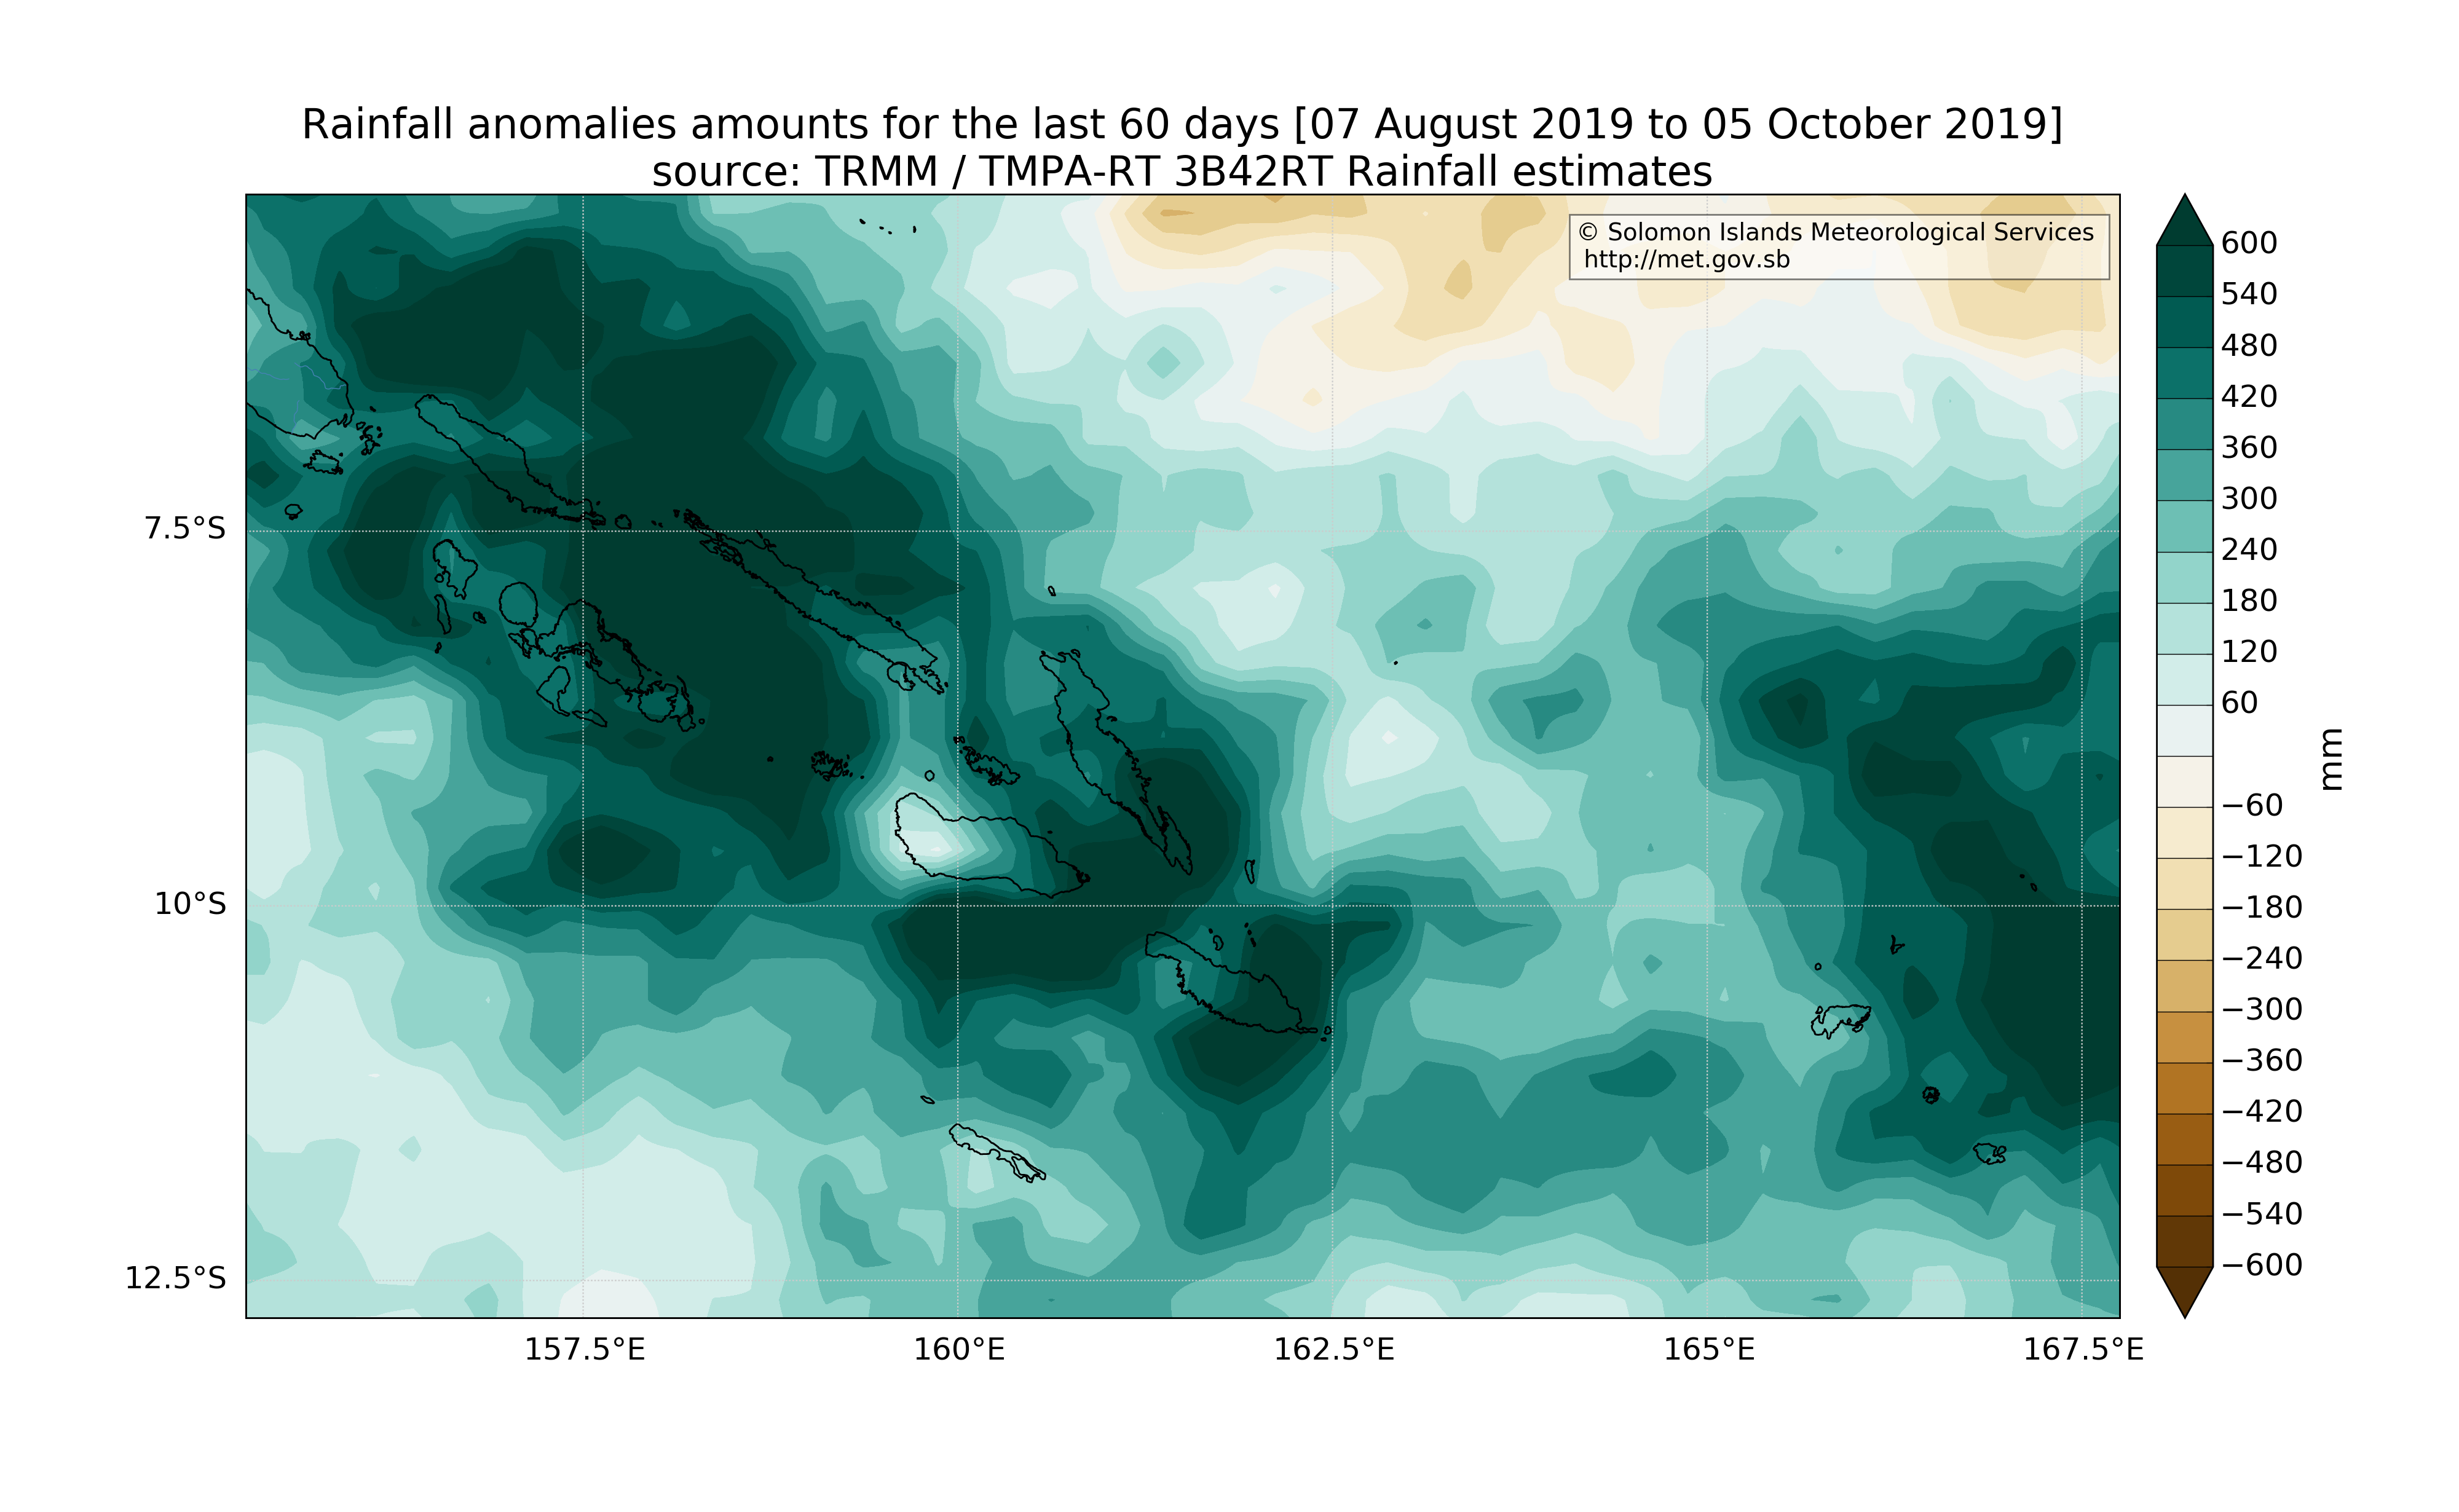 Rainfall anomalies amounts for the last 60 days [07 August 2019 to 05 October 2019]
source: TRMM / TMPA-RT 3B42RT Rainfall estimates
© Solomon Islands Meteorological Services
http://met.gov.sb
7.5°S
10°S
12.5°S
157.5°E
160°E
162.5°E
165°E
167.5°E
600
540
480
420
360
300
240
180
120
60
−60
−120
−180
−240
−300
−360
−420
−480
−540
−600
mm